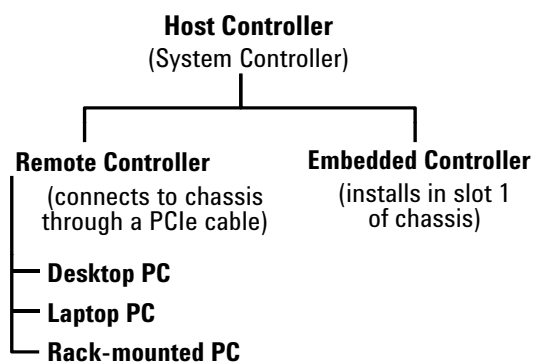 Host Controller
(System Controller)
Remote Controller
(connects to chassis
through a PCIe cable)
Embedded Controller
(installs in slot 1
of chassis)
Desktop PC
Laptop PC
Rack-mounted PC